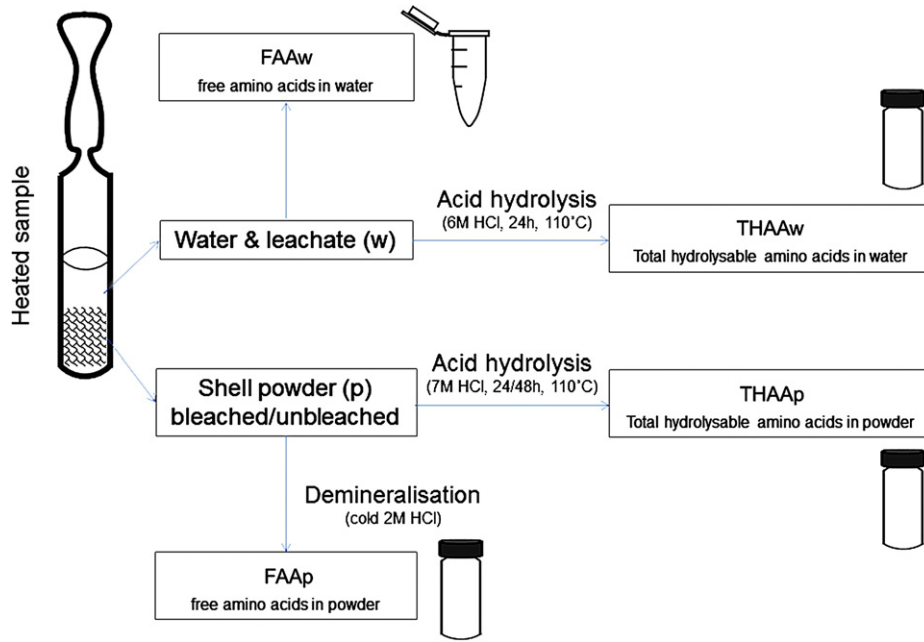 FAAw
free amino acids in water
Heated sample
Acid hydrolysis
(6M HCl, 24h, 110˚C)
Water & leachate (w)
THAAw
Total hydrolysable amino acids in water
Acid hydrolysis
(7M HCl, 24/48h, 110˚C)
Shell powder (p)
bleached/unbleached
THAAp
Total hydrolysable amino acids in powder
Demineralisation
(cold 2M HCl)
FAAp
free amino acids in powder